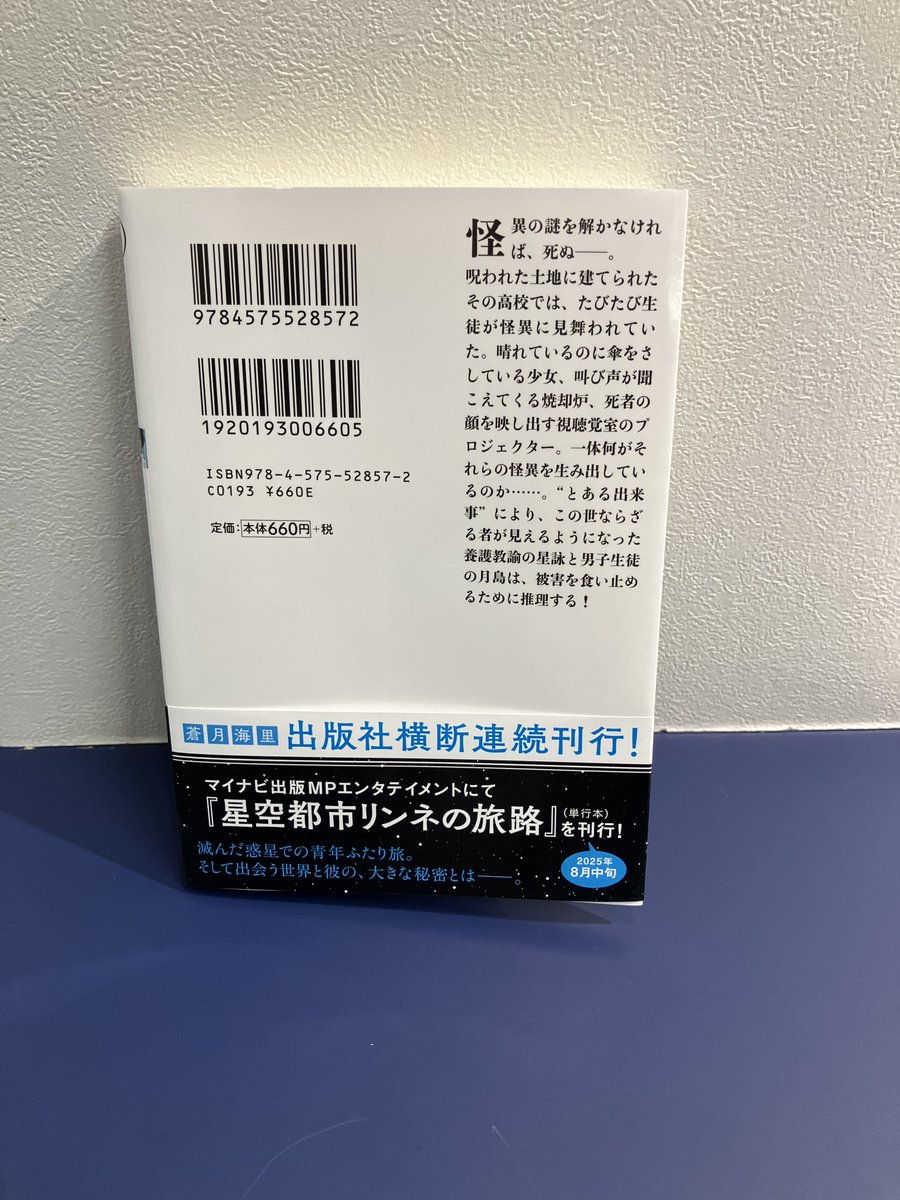 9784575528572
1920193006605
ISBN978-4-575-52857-2
C0193 ¥660E
定価:本体660円+税
怪異の謎を解かなけれ
ば、死ぬ――。
呪われた土地に建てられた
その高校では、たびたび生
徒が怪異に見舞われてい
た。晴れているのに傘をさ
している少女、叫び声が聞
こえてくる焼却炉、死者の
顔を映し出す視聴覚室のプ
ロジェクター。一体何がそ
れらの怪異を生み出してい
るのか……。“とある出来
事”により、この世ならざ
る者が見えるようになった
養護教諭の星詠と男子生徒
の月島は、被害を食い止め
るために推理する!
蒼月海里 出版社横断連続刊行!
マイナビ出版MPエンタテイメントにて
『星空都市リンネの旅路』(単行本)を刊行!
滅んだ惑星での青年ふたり旅。
そして出会う世界と彼の、大きな秘密とは――。
2025年
8月中旬